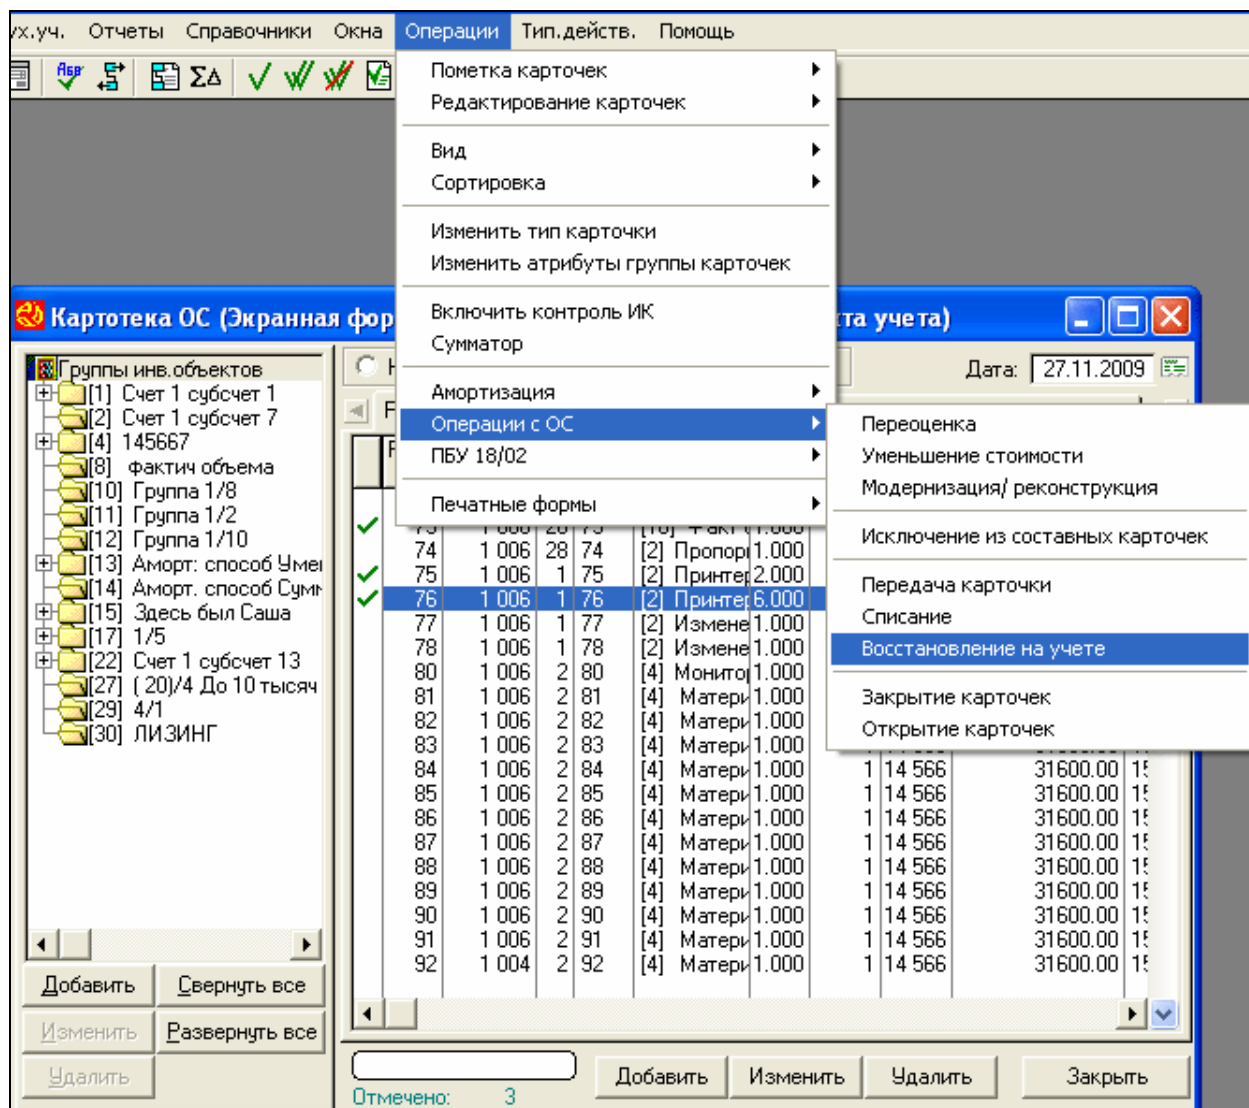 ух.уч. Отчеты Справочники Окна Операции Тип.действ. Помощь
Пометка карточек
Редактирование карточек
Вид
Сортировка
Изменить тип карточки
Изменить атрибуты группы карточек
Включить контроль ИК
Сумматор
Амортизация
Операции с ОС
ПБУ 18/02
Печатные формы
Переоценка
Уменьшение стоимости
Модернизация/ реконструкция
Исключение из составных карточек
Передача карточки
Списание
Восстановление на учете
Закрытие карточек
Открытие карточек
Картотека ОС (Экранная фор та учета)
Дата: 27.11.2009
Группы инв.объектов
[1] Счет 1 субсчет 1
[2] Счет 1 субсчет 7
[4] 145667
[8] фактич объема
[10] Группа 1/8
[11] Группа 1/2
[12] Группа 1/10
[13] Аморт: способ Умен
[14] Аморт. способ Сумм
[15] Здесь был Саша
[17] 1/5
[22] Счет 1 субсчет 13
[27] ( 20)/4 До 10 тысяч
[29] 4/1
[30] ЛИЗИНГ
74 1 006 28 74 [2] Пропор 1.000
75 1 006 1 75 [2] Принтер 2.000
76 1 006 1 76 [2] Принтер 6.000
77 1 006 1 77 [2] Измене 1.000
78 1 006 1 78 [2] Измене 1.000
80 1 006 2 80 [4] Монитор 1.000
81 1 006 2 81 [4] Матери 1.000
82 1 006 2 82 [4] Матери 1.000
83 1 006 2 83 [4] Матери 1.000
84 1 006 2 84 [4] Матери 1.000 1 14 566 31600.00 15
85 1 006 2 85 [4] Матери 1.000 1 14 566 31600.00 15
86 1 006 2 86 [4] Матери 1.000 1 14 566 31600.00 15
87 1 006 2 87 [4] Матери 1.000 1 14 566 31600.00 15
88 1 006 2 88 [4] Матери 1.000 1 14 566 31600.00 15
89 1 006 2 89 [4] Матери 1.000 1 14 566 31600.00 15
90 1 006 2 90 [4] Матери 1.000 1 14 566 31600.00 15
91 1 006 2 91 [4] Матери 1.000 1 14 566 31600.00 15
92 1 004 2 92 [4] Матери 1.000 1 14 566 31600.00 15
Добавить Свернуть все
Изменить Развернуть все
Удалить
Добавить Изменить Удалить Закрыть
Отмечено: 3